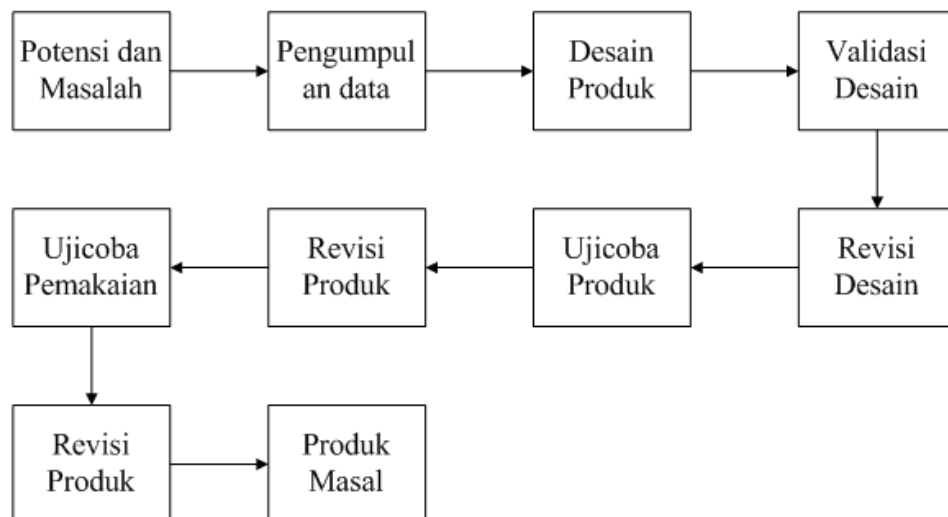 Potensi dan
Masalah
Pengumpul
an data
Desain
Produk
Validasi
Desain
Revisi
Desain
Ujicoba
Produk
Revisi
Produk
Ujicoba
Pemakaian
Revisi
Produk
Produk
Masal